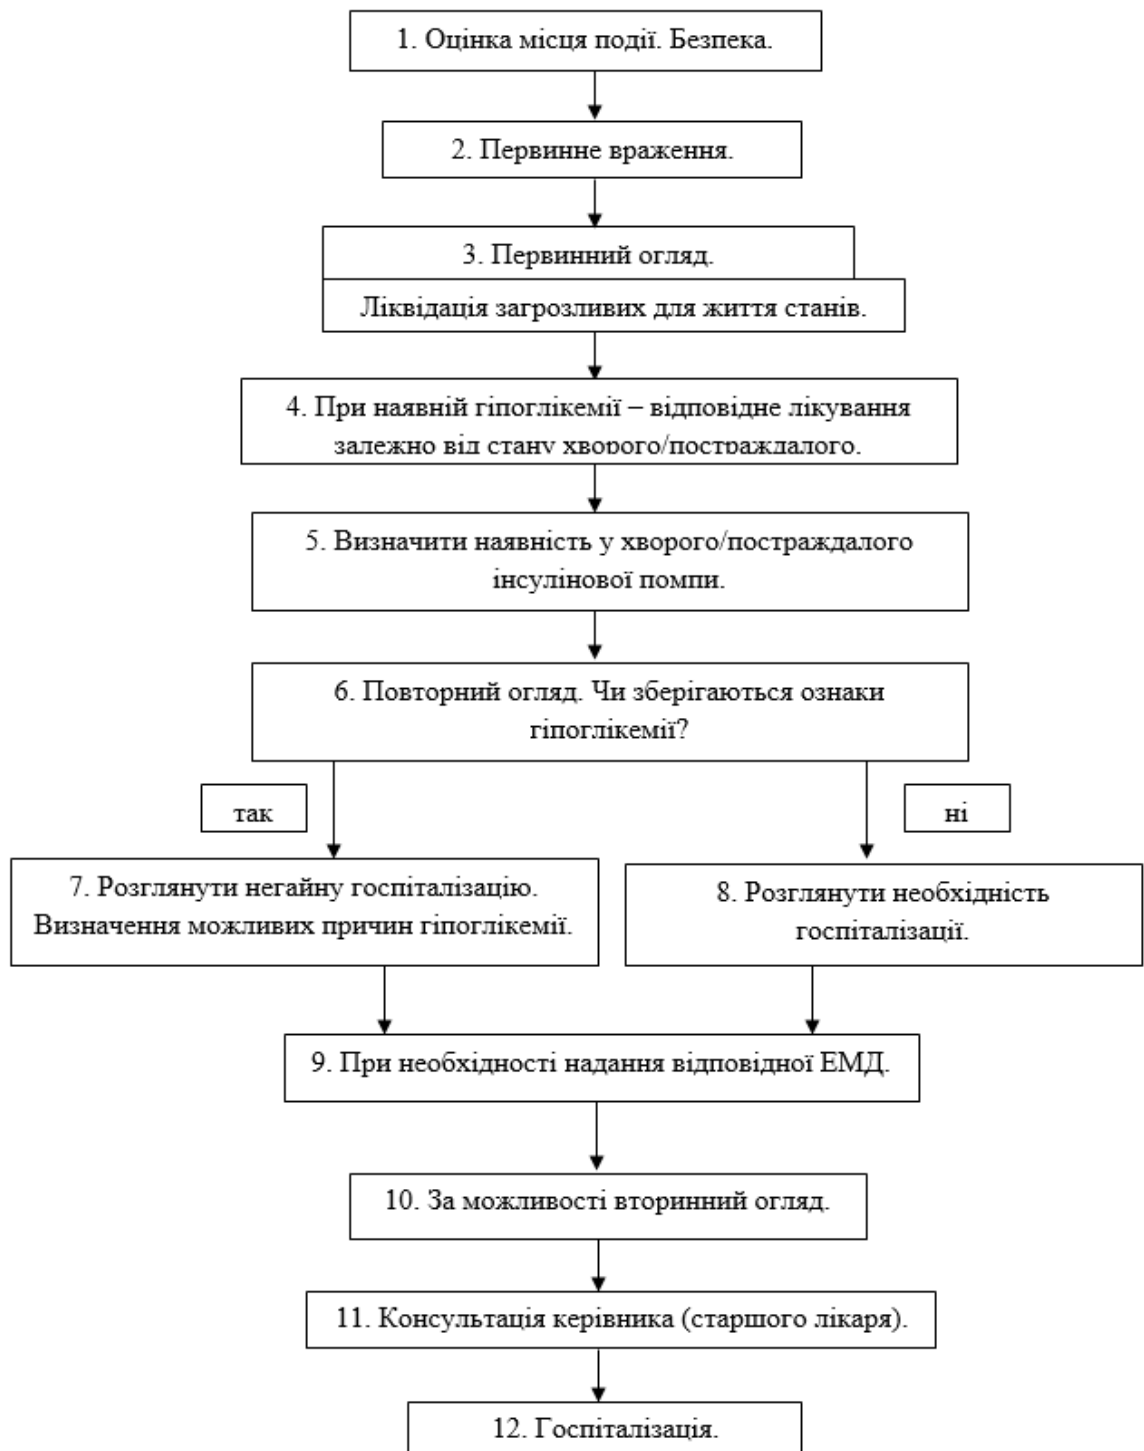 1. Оцінка місця події. Безпека.
2. Первинне враження.
3. Первинний огляд.
Ліквідація загрозливих для життя станів.
4. При наявній гіпоглікемії – відповідне лікування
залежно від стану хворого/постраждалого.
5. Визначити наявність у хворого/постраждалого
інсулінової помпи.
6. Повторний огляд. Чи зберігаються ознаки
гіпоглікемії?
так
ні
7. Розглянути негайну госпіталізацію.
Визначення можливих причин гіпоглікемії.
8. Розглянути необхідність
госпіталізації.
9. При необхідності надання відповідної ЕМД.
10. За можливості вторинний огляд.
11. Консультація керівника (старшого лікаря).
12. Госпіталізація.